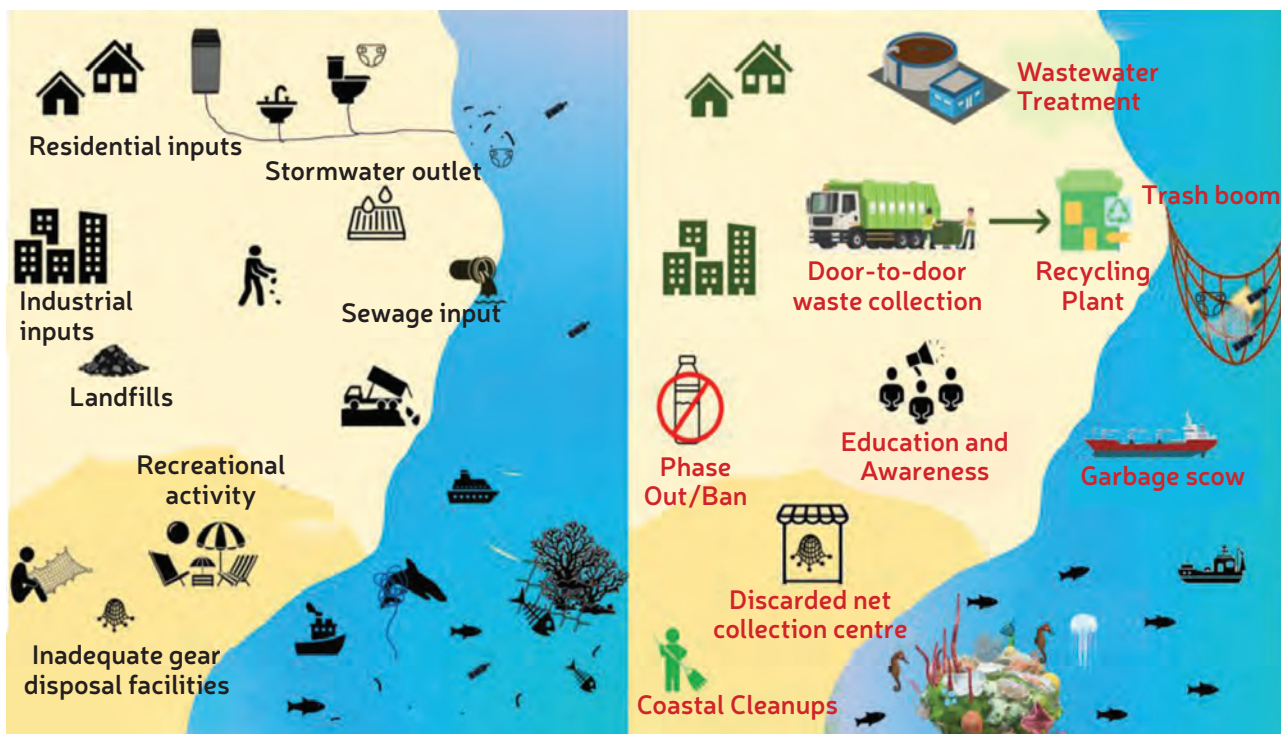 Residential inputs
Stormwater outlet
Industrial
inputs
Sewage input
Landfills
Recreational
activity
Inadequate gear
disposal facilities
Wastewater
Treatment
Trash boom
Door-to-door
waste collection
Recycling
Plant
Phase
Out/Ban
Education and
Awareness
Garbage scow
Discarded net
collection centre
Coastal Cleanups